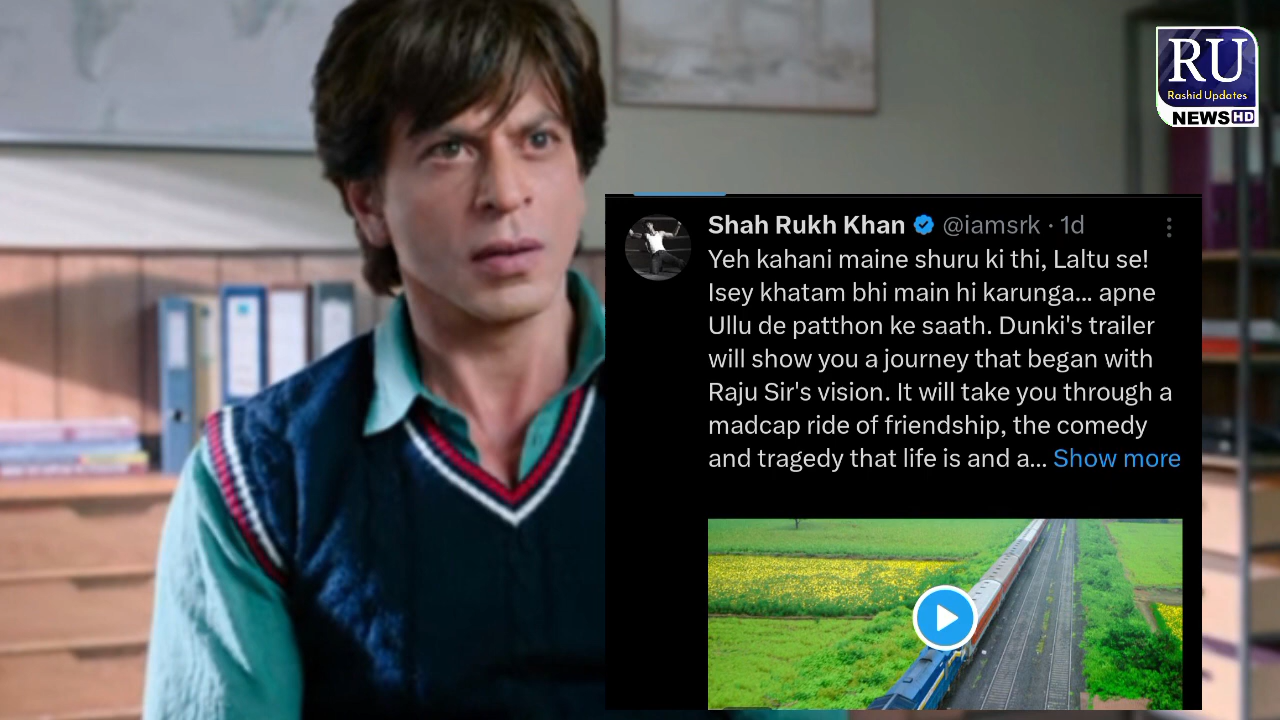 RU
Rashid Updates
NEWS HD
Shah Rukh Khan @iamsrk · 1d
Yeh kahani maine shuru ki thi, Laltu se!
Isey khatam bhi main hi karunga... apne
Ullu de patthon ke saath. Dunki's trailer
will show you a journey that began with
Raju Sir's vision. It will take you through a
madcap ride of friendship, the comedy
and tragedy that life is and a... Show more